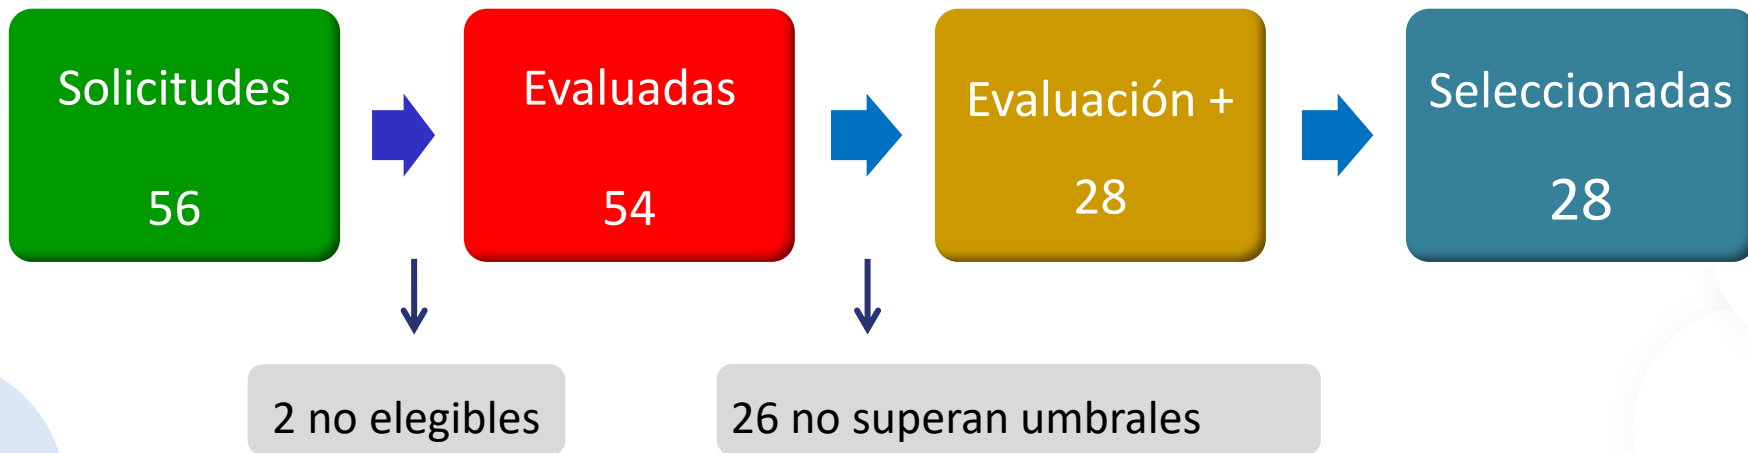 Solicitudes
56
Evaluadas
54
Evaluación +
28
Seleccionadas
28
2 no elegibles
26 no superan umbrales